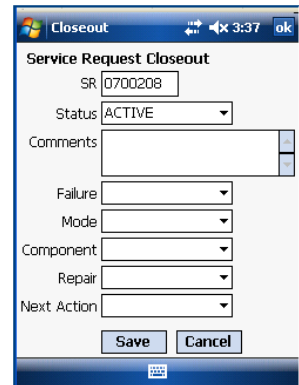 Closeout 3:37 ok
Service Request Closeout
SR 0700208
Status ACTIVE
Comments
Failure
Mode
Component
Repair
Next Action
Save Cancel